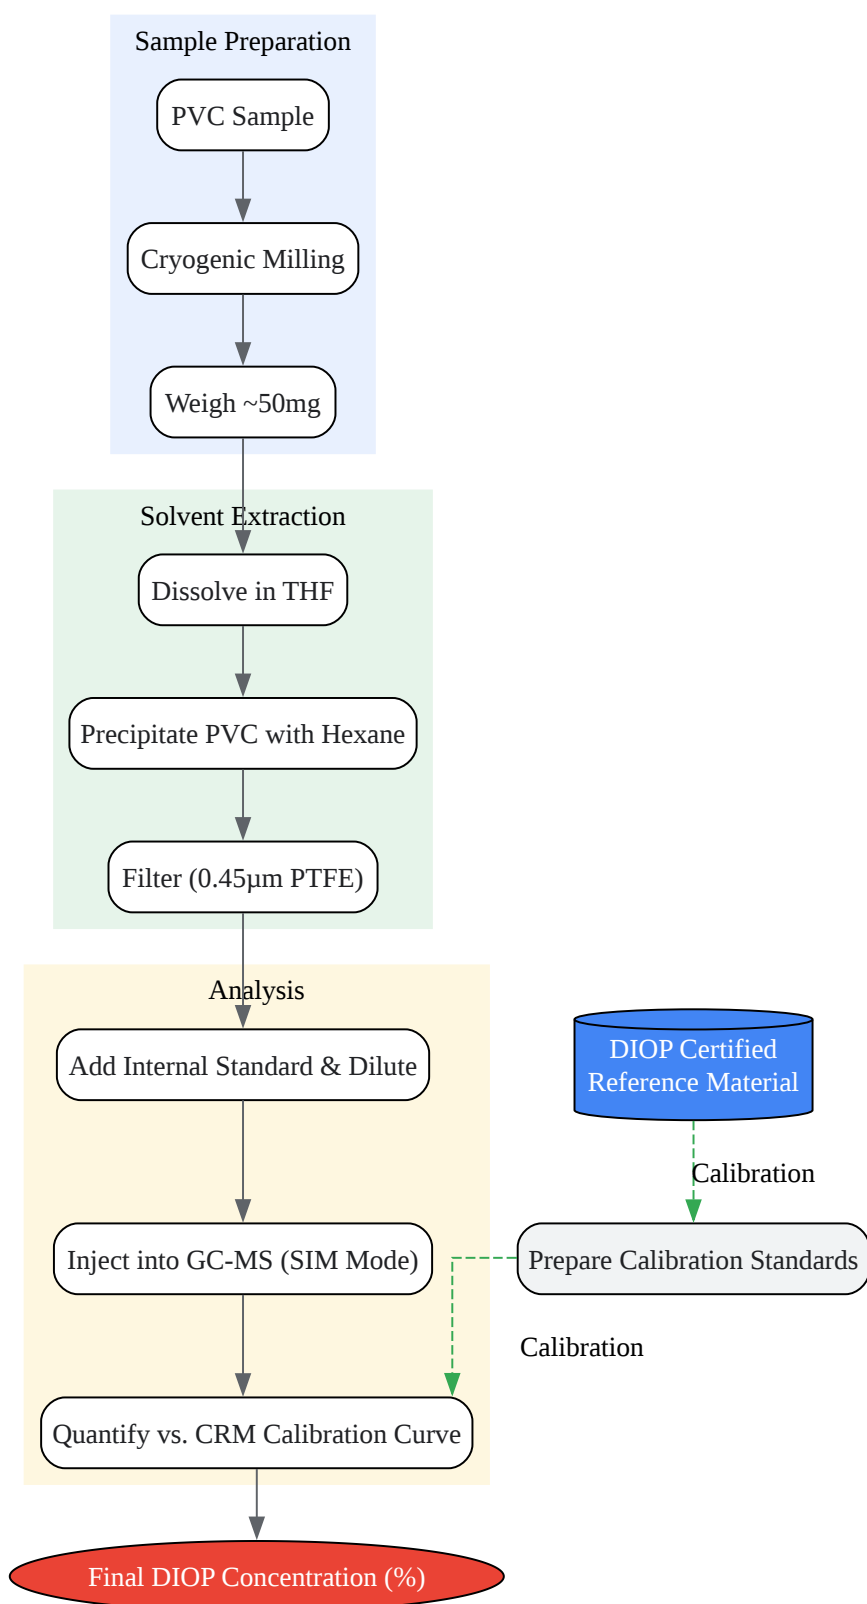 Sample Preparation
PVC Sample
Cryogenic Milling
Weigh ~50mg
Solvent Extraction
Dissolve in THF
Precipitate PVC with Hexane
Filter (0.45µm PTFE)
Analysis
Add Internal Standard & Dilute
DIOP Certified
Reference Material
Calibration
Inject into GC-MS (SIM Mode)
Prepare Calibration Standards
Calibration
Quantify vs. CRM Calibration Curve
Final DIOP Concentration (%)